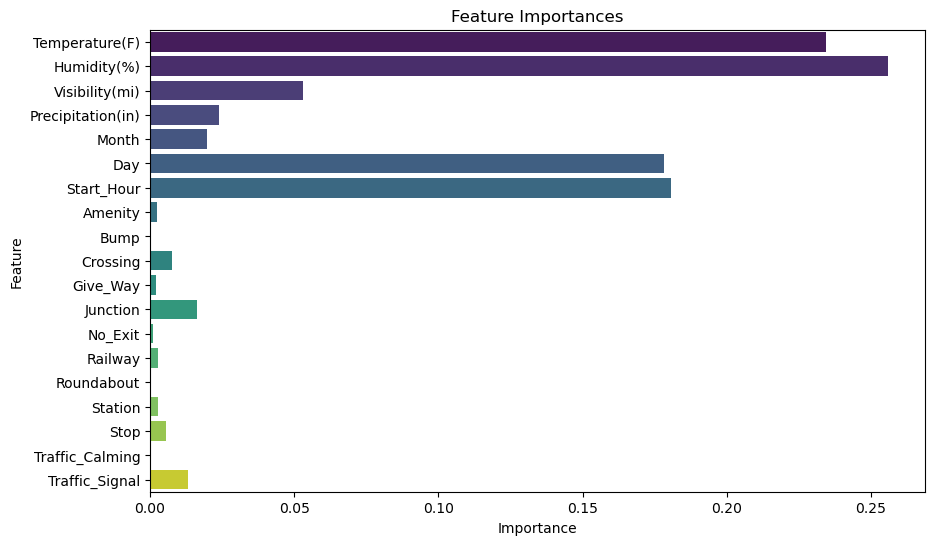 Feature Importances
Temperature(F)
Humidity(%)
Visibility(mi)
Precipitation(in)
Month
Day
Start_Hour
Amenity
Bump
Crossing
Give_Way
Junction
No_Exit
Railway
Roundabout
Station
Stop
Traffic_Calming
Traffic_Signal
Feature
0.00 0.05 0.10 0.15 0.20 0.25
Importance